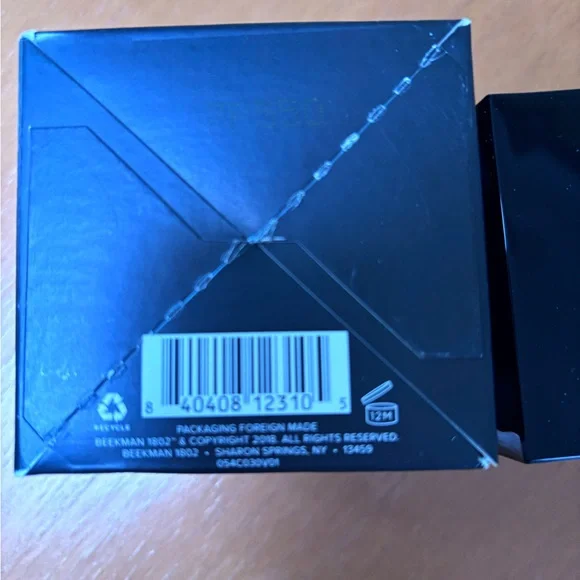 8 40408 12310 5
12M
RECYCLE
PACKAGING FOREIGN MADE
BEEKMAN 1802™ & COPYRIGHT 2018. ALL RIGHTS RESERVED.
BEEKMAN 1802 • SHARON SPRINGS, NY • 13459
054C030V01